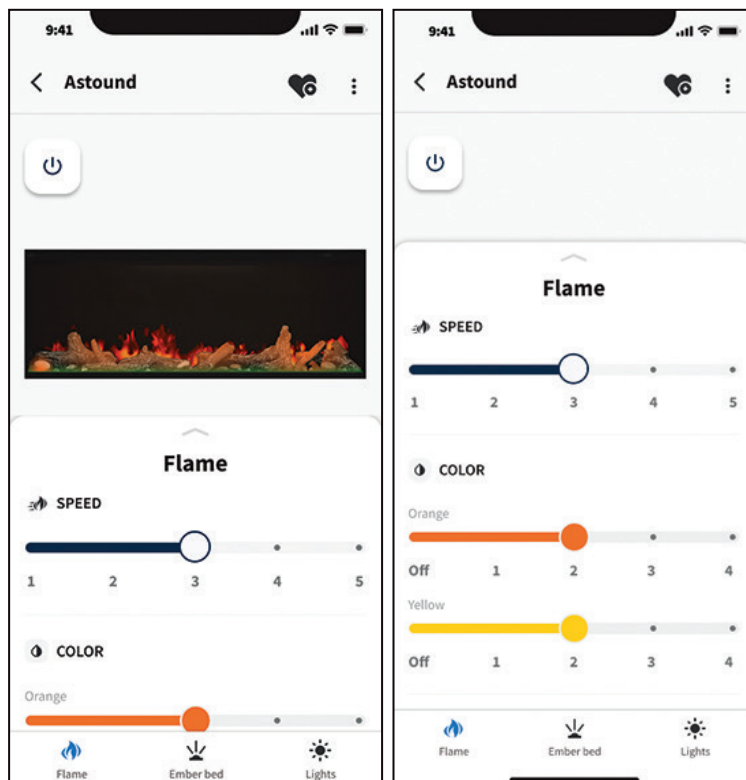 9:41
Astound
Flame
SPEED
1 2 3 4 5
COLOR
Orange
Flame Ember bed Lights
9:41
Astound
Flame
SPEED
1 2 3 4 5
COLOR
Orange
Off 1 2 3 4
Yellow
Off 1 2 3 4
Flame Ember bed Lights